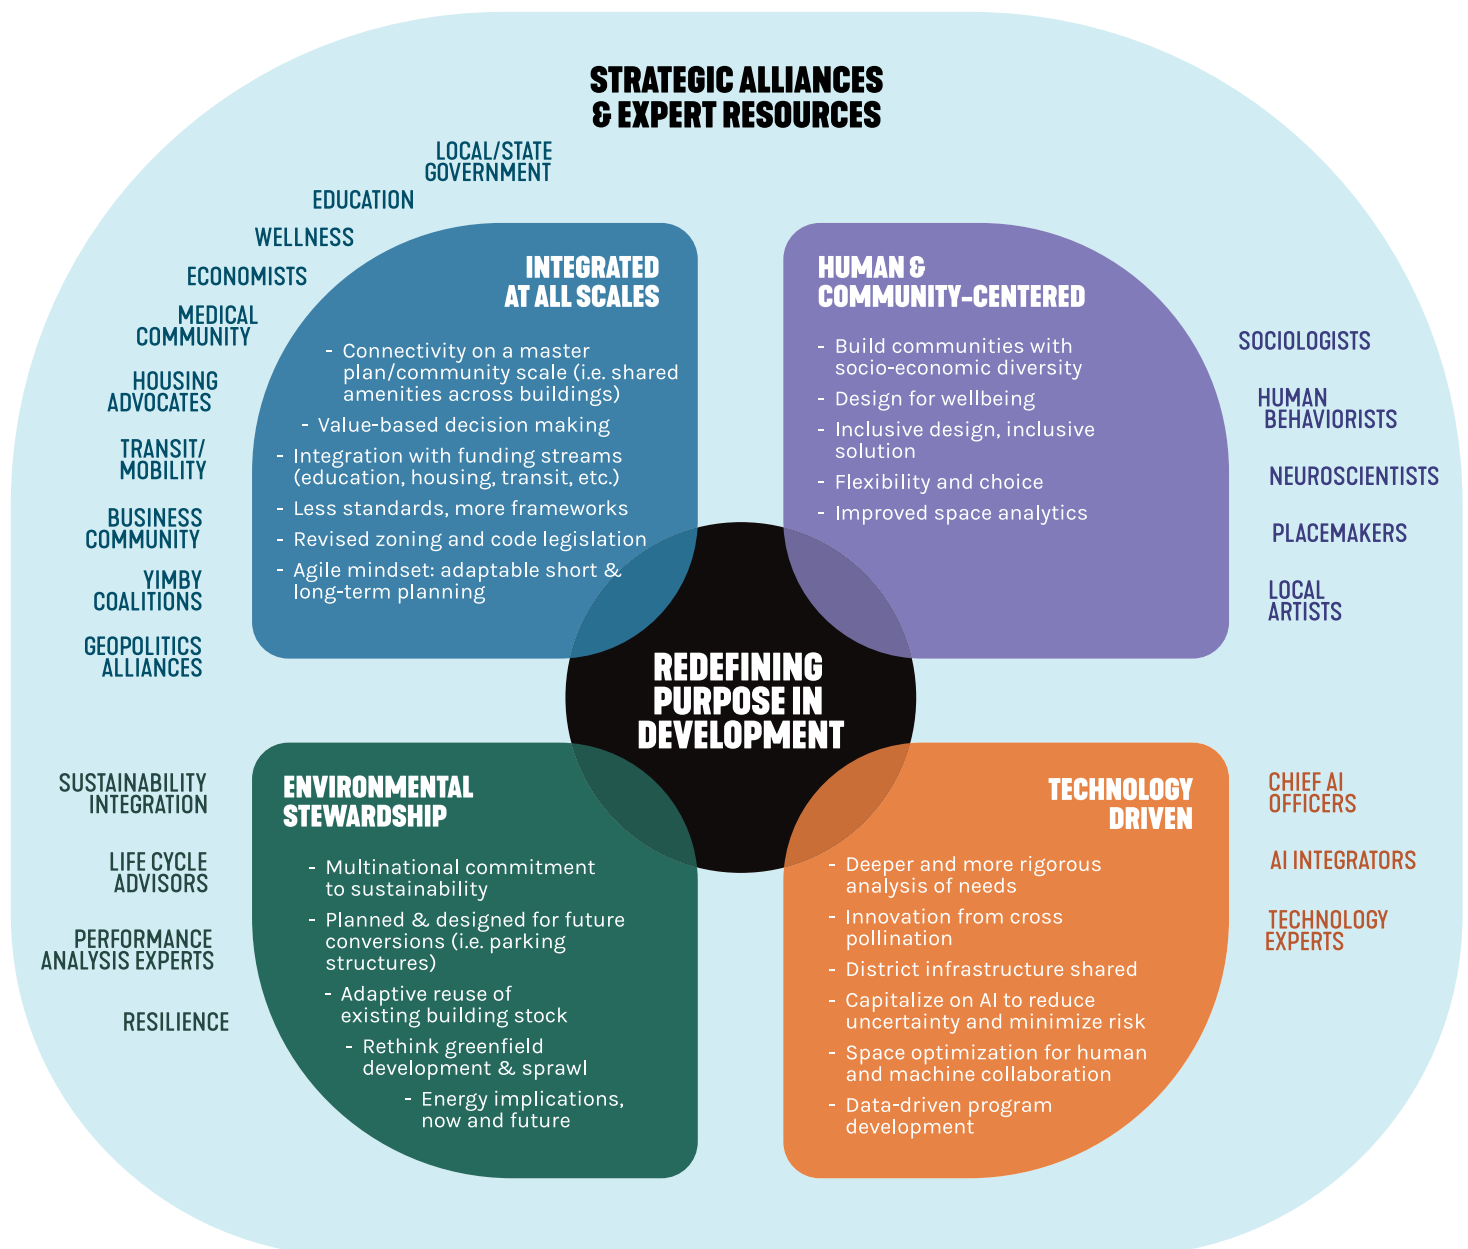 STRATEGIC ALLIANCES
& EXPERT RESOURCES
LOCAL/STATE
GOVERNMENT
EDUCATION
WELLNESS
ECONOMISTS
MEDICAL
COMMUNITY
HOUSING
ADVOCATES
TRANSIT/
MOBILITY
BUSINESS
COMMUNITY
YIMBY
COALITIONS
GEOPOLITICS
ALLIANCES
INTEGRATED
AT ALL SCALES
- Connectivity on a master
plan/community scale (i.e. shared
amenities across buildings)
- Value-based decision making
- Integration with funding streams
(education, housing, transit, etc.)
- Less standards, more frameworks
- Revised zoning and code legislation
- Agile mindset: adaptable short &
long-term planning
HUMAN &
COMMUNITY-CENTERED
- Build communities with
socio-economic diversity
- Design for wellbeing
- Inclusive design, inclusive
solution
- Flexibility and choice
- Improved space analytics
SOCIOLOGISTS
HUMAN
BEHAVIORISTS
NEUROSCIENTISTS
PLACEMAKERS
LOCAL
ARTISTS
REDEFINING
PURPOSE IN
DEVELOPMENT
SUSTAINABILITY
INTEGRATION
LIFE CYCLE
ADVISORS
PERFORMANCE
ANALYSIS EXPERTS
RESILIENCE
ENVIRONMENTAL
STEWARDSHIP
- Multinational commitment
to sustainability
- Planned & designed for future
conversions (i.e. parking
structures)
- Adaptive reuse of
existing building stock
- Rethink greenfield
development & sprawl
- Energy implications,
now and future
TECHNOLOGY
DRIVEN
- Deeper and more rigorous
analysis of needs
- Innovation from cross
pollination
- District infrastructure shared
- Capitalize on AI to reduce
uncertainty and minimize risk
- Space optimization for human
and machine collaboration
- Data-driven program
development
CHIEF AI
OFFICERS
AI INTEGRATORS
TECHNOLOGY
EXPERTS